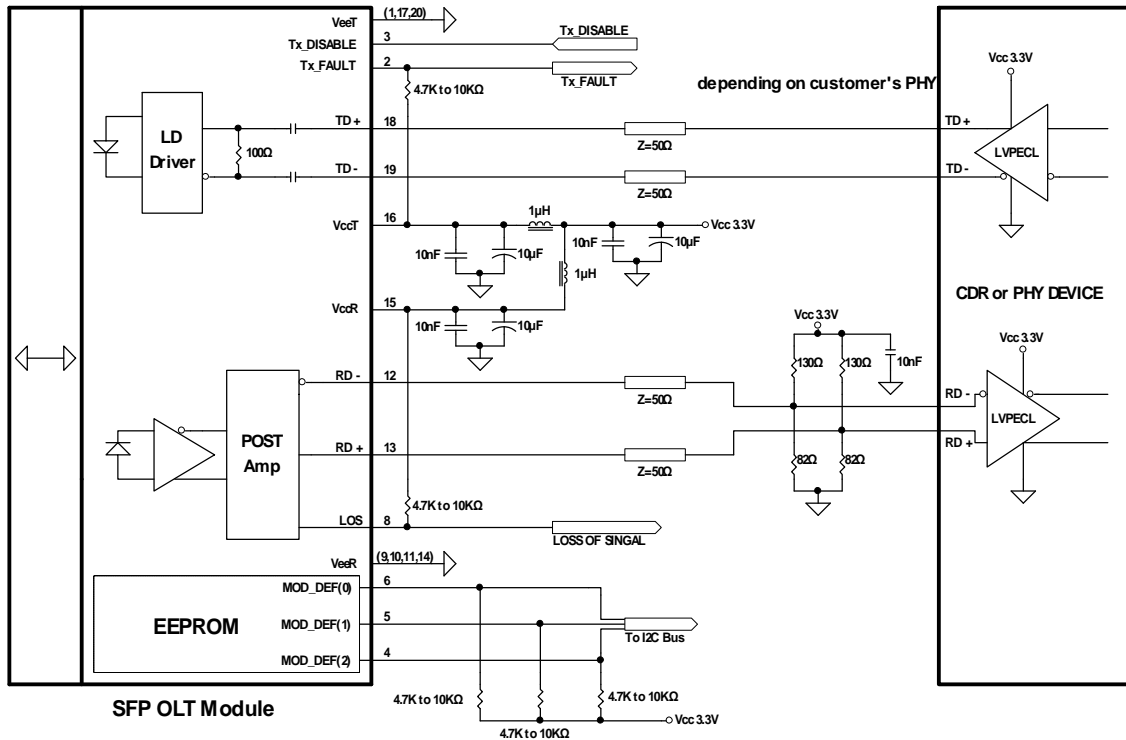 VeeT (1,17,20)
Tx_DISABLE 3 Tx_DISABLE
Tx_FAULT 2 Tx_FAULT
4.7K to 10KΩ
depending on customer's PHY
Vcc 3.3V
LD
Driver
100Ω
TD + 18 Z=50Ω TD +
TD - 19 Z=50Ω TD -
LVPECL
VccT 16 1µH Vcc 3.3V
10nF 10µF 10nF 10µF
1µH
VccR 15
10nF 10µF
CDR or PHY DEVICE
Vcc 3.3V
130Ω 130Ω 10nF
Vcc 3.3V
RD - 12 Z=50Ω RD -
LVPECL
POST
Amp
RD + 13 Z=50Ω RD +
82Ω 82Ω
4.7K to 10KΩ
LOS 8 LOSS OF SINGAL
VeeR (9,10,11,14)
EEPROM
MOD_DEF(0) 6
MOD_DEF(1) 5
To I2C Bus
MOD_DEF(2) 4
4.7K to 10KΩ 4.7K to 10KΩ
4.7K to 10KΩ
Vcc 3.3V
SFP OLT Module